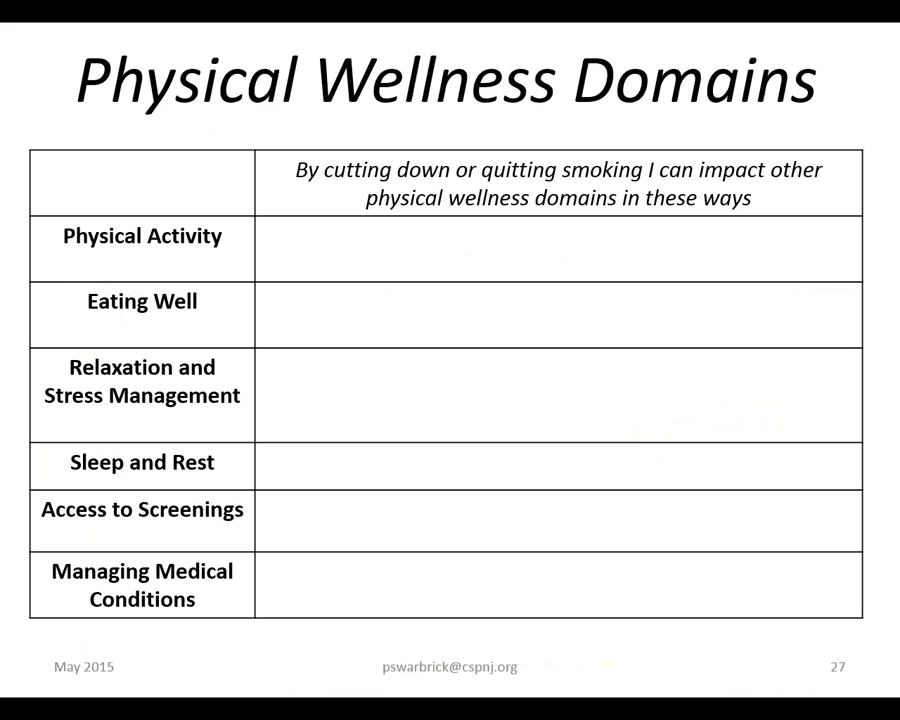 Physical Wellness Domains
By cutting down or quitting smoking I can impact other
physical wellness domains in these ways
Physical Activity
Eating Well
Relaxation and
Stress Management
Sleep and Rest
Access to Screenings
Managing Medical
Conditions
May 2015
pswarbrick@cspnj.org
27